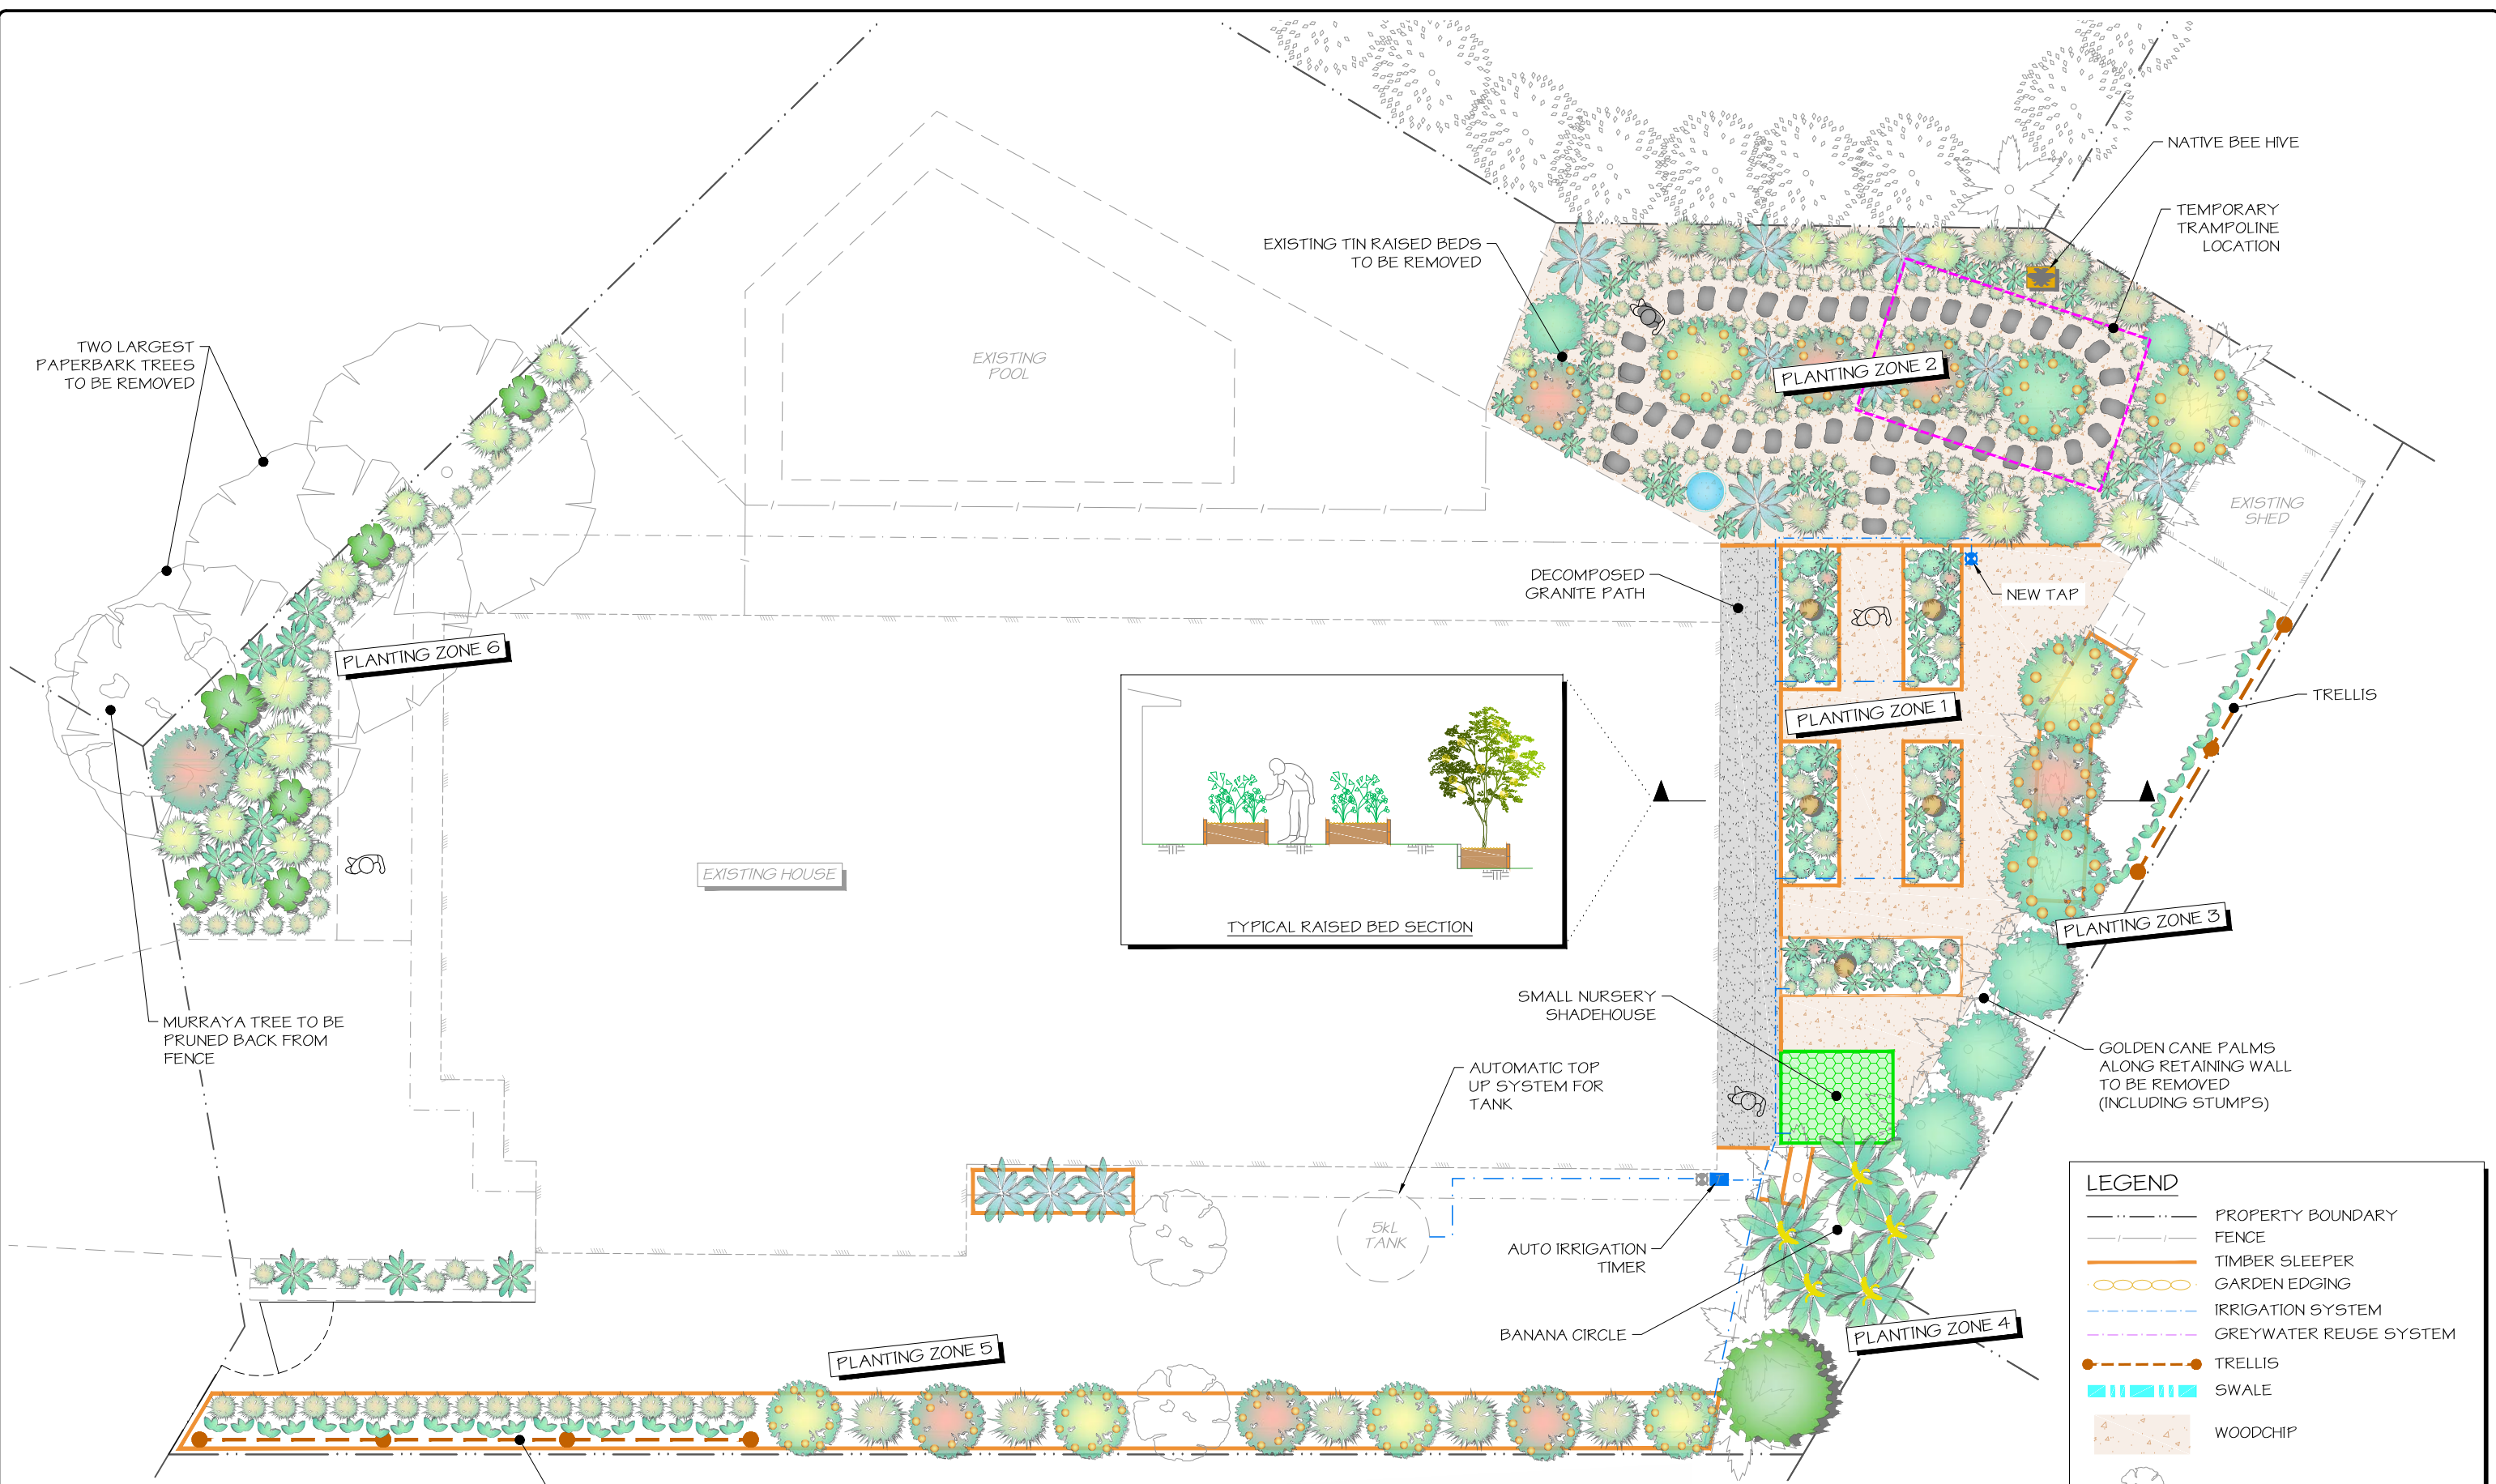 NATIVE BEE HIVE
TEMPORARY
TRAMPOLINE
LOCATION
EXISTING TIN RAISED BEDS
TO BE REMOVED
TWO LARGEST
PAPERBARK TREES
TO BE REMOVED
EXISTING
POOL
PLANTING ZONE 2
EXISTING
SHED
DECOMPOSED
GRANITE PATH
NEW TAP
PLANTING ZONE 6
TRELLIS
PLANTING ZONE 1
EXISTING HOUSE
TYPICAL RAISED BED SECTION
PLANTING ZONE 3
SMALL NURSERY
SHADEHOUSE
MURRAYA TREE TO BE
PRUNED BACK FROM
FENCE
GOLDEN CANE PALMS
ALONG RETAINING WALL
TO BE REMOVED
(INCLUDING STUMPS)
AUTOMATIC TOP
UP SYSTEM FOR
TANK
5kL
TANK
AUTO IRRIGATION
TIMER
BANANA CIRCLE
PLANTING ZONE 4
PLANTING ZONE 5
LEGEND
PROPERTY BOUNDARY
FENCE
TIMBER SLEEPER
GARDEN EDGING
IRRIGATION SYSTEM
GREYWATER REUSE SYSTEM
TRELLIS
SWALE
WOODCHIP